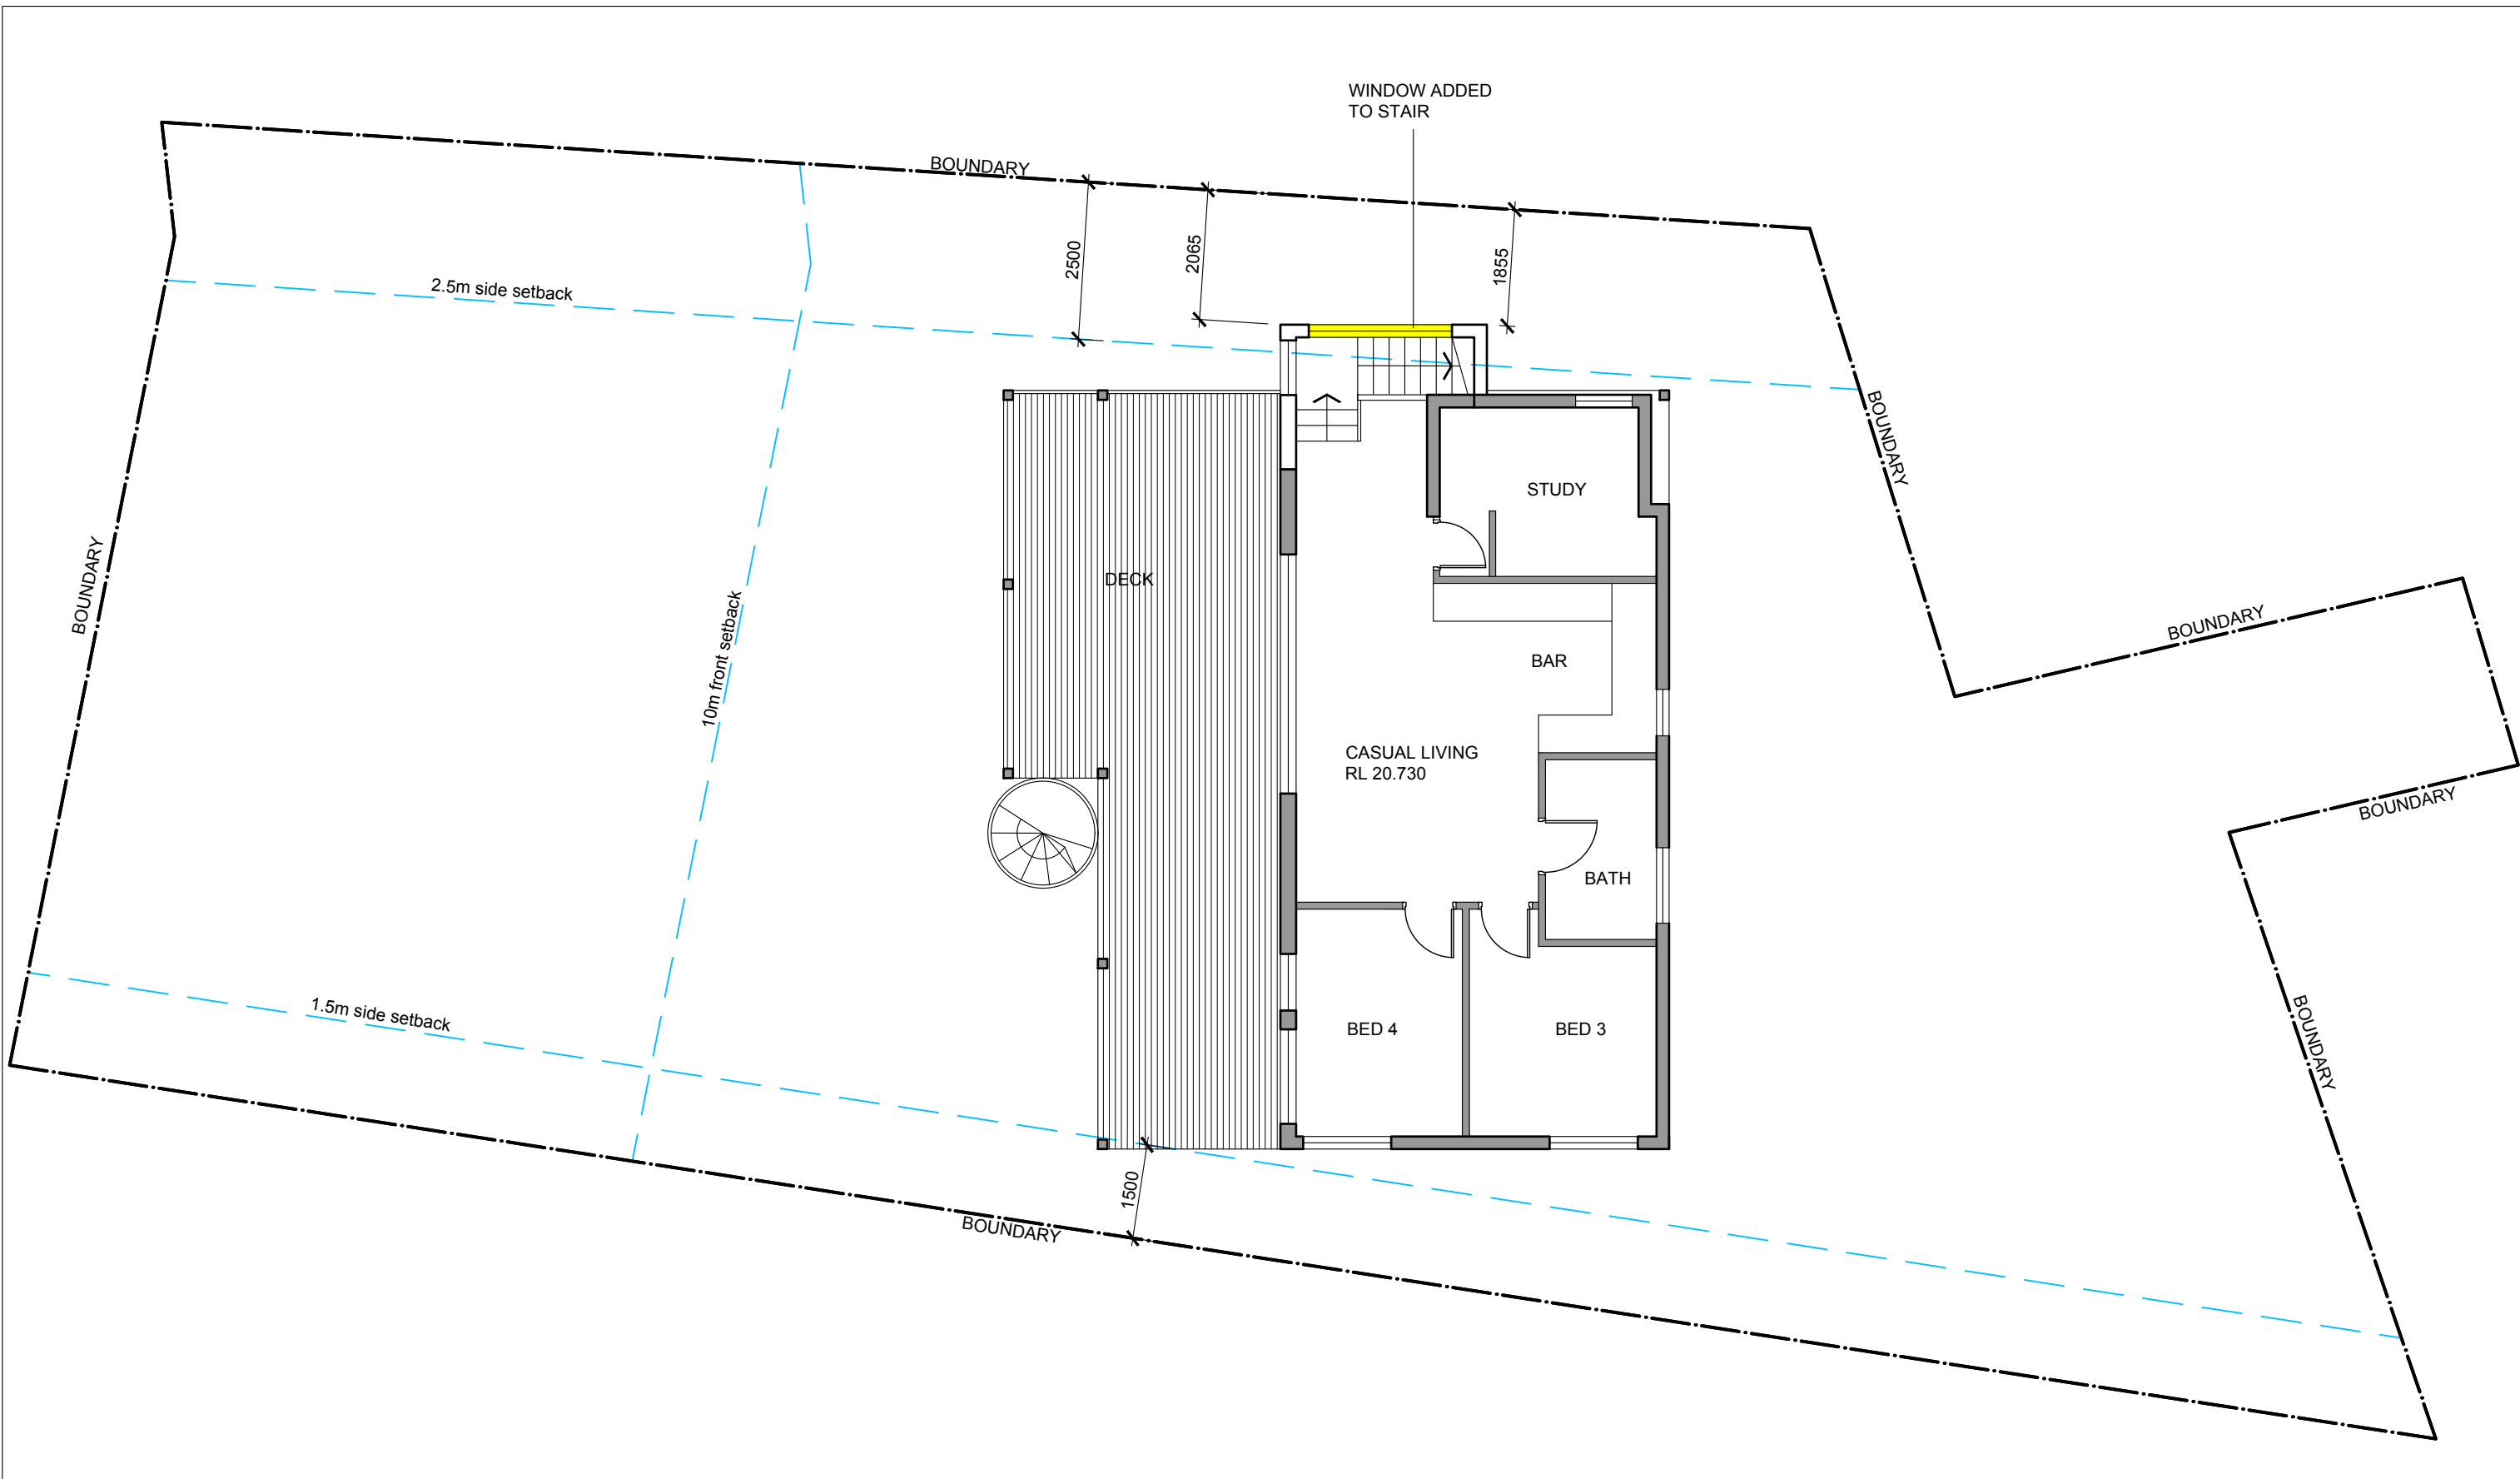 WINDOW ADDED
TO STAIR
BOUNDARY
2500
2065
1855
2.5m side setback
BOUNDARY
STUDY
BOUNDARY
DECK
10m front setback
BOUNDARY
BAR
CASUAL LIVING
RL 20.730
BOUNDARY
BATH
1.5m side setback
BED 4
BED 3
BOUNDARY
1500
BOUNDARY